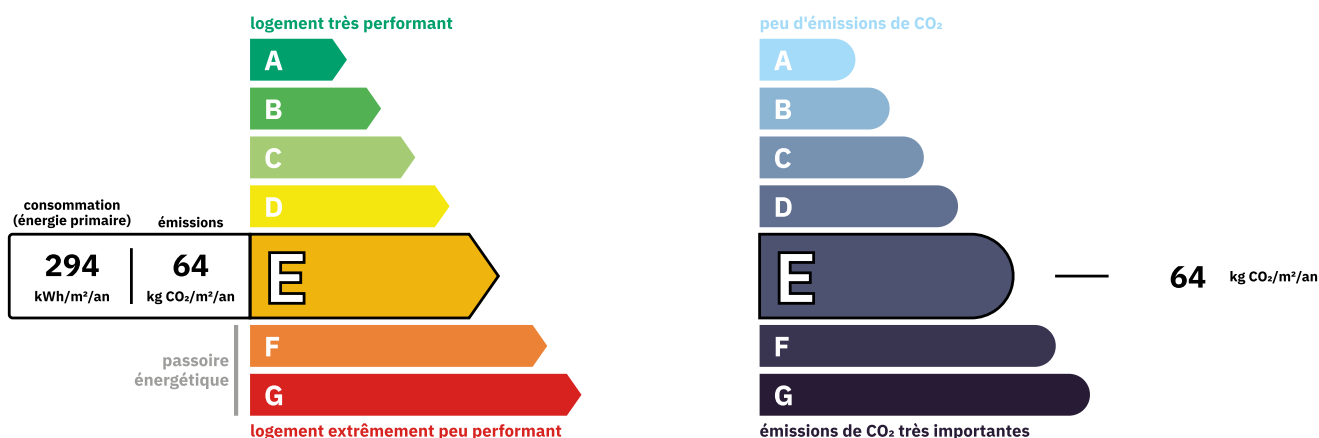 logement très performant
A
B
C
D
consommation
(énergie primaire)
émissions
294
kWh/m²/an
64
kg CO₂/m²/an
E
passoire
énergétique
F
G
logement extrêmement peu performant
peu d'émissions de CO₂
A
B
C
D
E
64 kg CO₂/m²/an
F
G
émissions de CO₂ très importantes